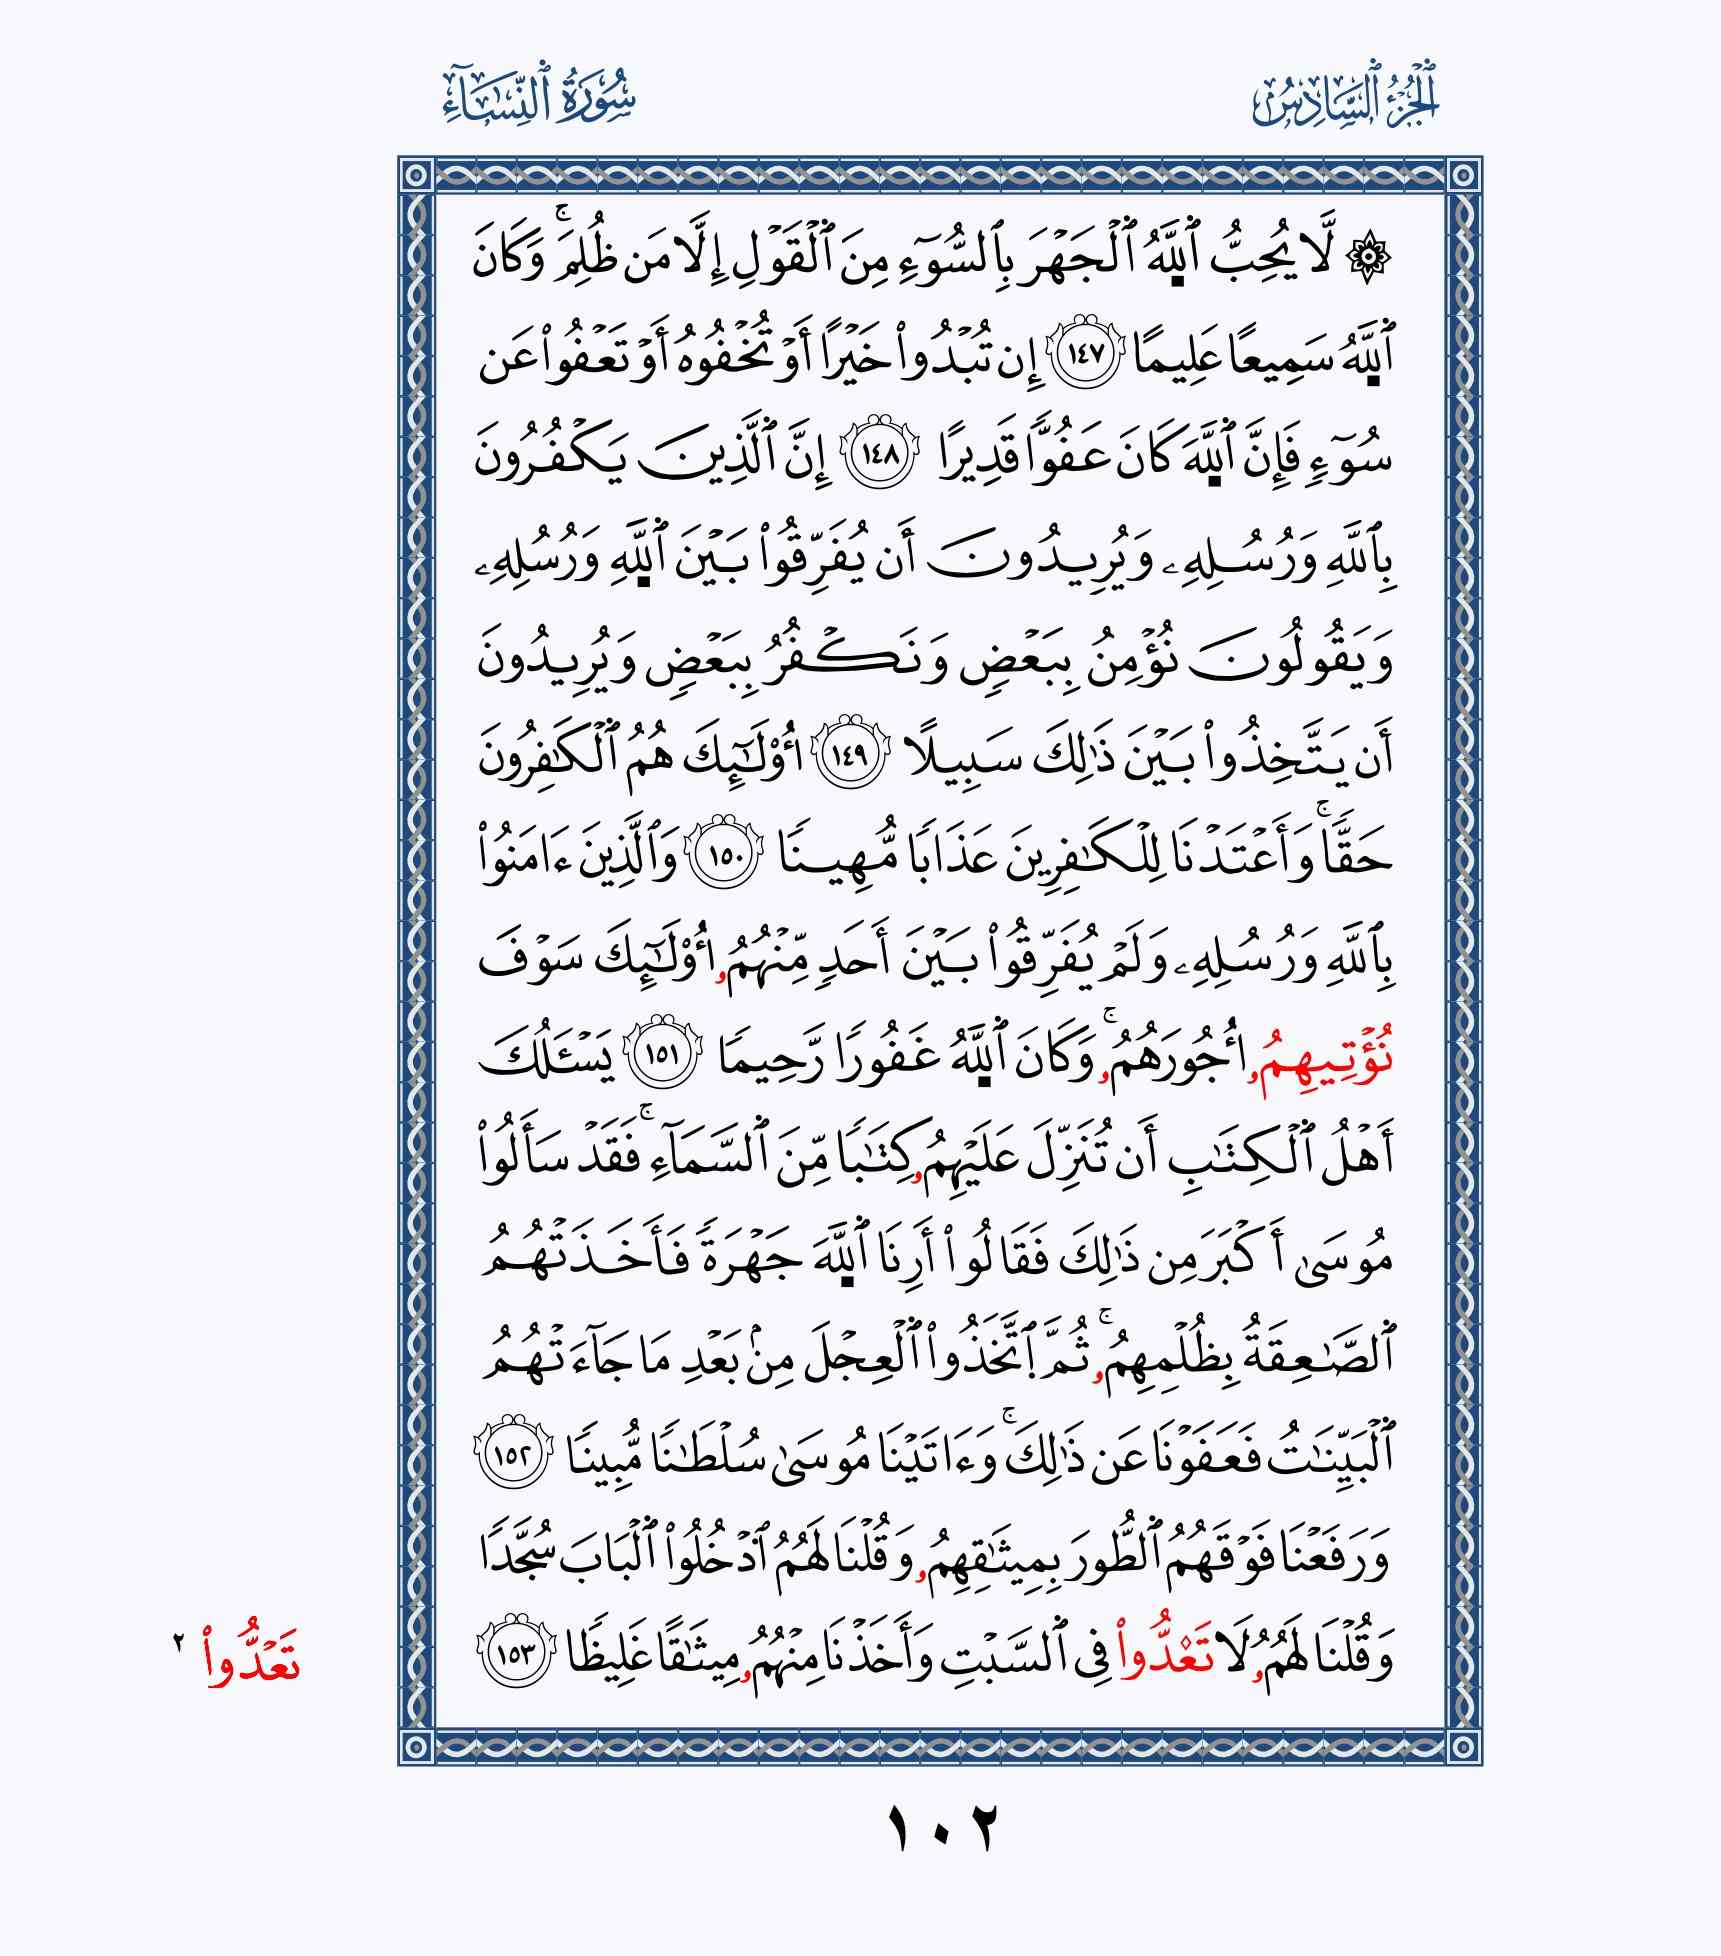 ٱلْجُزْءُ ٱلسَّادِسُ
سُورَةُ ٱلنِّسَآءِ
۞ لَّا يُحِبُّ ٱللَّهُ ٱلْجَهْرَ بِٱلسُّوٓءِ مِنَ ٱلْقَوْلِ إِلَّا مَن ظُلِمَۚ وَكَانَ
ٱللَّهُ سَمِيعًا عَلِيمًا ١٤٧ إِن تُبْدُوا۟ خَيْرًا أَوْ تُخْفُوهُ أَوْ تَعْفُوا۟ عَن
سُوٓءٍ فَإِنَّ ٱللَّهَ كَانَ عَفُوًّا قَدِيرًا ١٤٨ إِنَّ ٱلَّذِينَ يَكْفُرُونَ
بِٱللَّهِ وَرُسُلِهِۦ وَيُرِيدُونَ أَن يُفَرِّقُوا۟ بَيْنَ ٱللَّهِ وَرُسُلِهِۦ
وَيَقُولُونَ نُؤْمِنُ بِبَعْضٍ وَنَكْفُرُ بِبَعْضٍ وَيُرِيدُونَ
أَن يَتَّخِذُوا۟ بَيْنَ ذَٰلِكَ سَبِيلًا ١٤٩ أُو۟لَـٰٓئِكَ هُمُ ٱلْكَـٰفِرُونَ
حَقًّاۚ وَأَعْتَدْنَا لِلْكَـٰفِرِينَ عَذَابًا مُّهِينًا ١٥٠ وَٱلَّذِينَ ءَامَنُوا۟
بِٱللَّهِ وَرُسُلِهِۦ وَلَمْ يُفَرِّقُوا۟ بَيْنَ أَحَدٍ مِّنْهُمُۥ أُو۟لَـٰٓئِكَ سَوْفَ
نُؤْتِيهِمُۥ أُجُورَهُمُۥۚ وَكَانَ ٱللَّهُ غَفُورًا رَّحِيمًا ١٥١ يَسْـَٔلُكَ
أَهْلُ ٱلْكِتَـٰبِ أَن تُنَزِّلَ عَلَيْهِمُۥ كِتَـٰبًا مِّنَ ٱلسَّمَآءِۚ فَقَدْ سَأَلُوا۟
مُوسَىٰ أَكْبَرَ مِن ذَٰلِكَ فَقَالُوا۟ أَرِنَا ٱللَّهَ جَهْرَةً فَأَخَذَتْهُمُ
ٱلصَّـٰعِقَةُ بِظُلْمِهِمُۥۚ ثُمَّ ٱتَّخَذُوا۟ ٱلْعِجْلَ مِنۢ بَعْدِ مَا جَآءَتْهُمُ
ٱلْبَيِّنَـٰتُ فَعَفَوْنَا عَن ذَٰلِكَۚ وَءَاتَيْنَا مُوسَىٰ سُلْطَـٰنًا مُّبِينًا ١٥٢
وَرَفَعْنَا فَوْقَهُمُ ٱلطُّورَ بِمِيثَـٰقِهِمُۥ وَقُلْنَا لَهُمُ ٱدْخُلُوا۟ ٱلْبَابَ سُجَّدًا
وَقُلْنَا لَهُمُۥ لَا تَعْدُّوا۟ فِى ٱلسَّبْتِ وَأَخَذْنَا مِنْهُمُۥ مِيثَـٰقًا غَلِيظًا ١٥٣
تَعْدُّوا۟ ٢
١٠٢